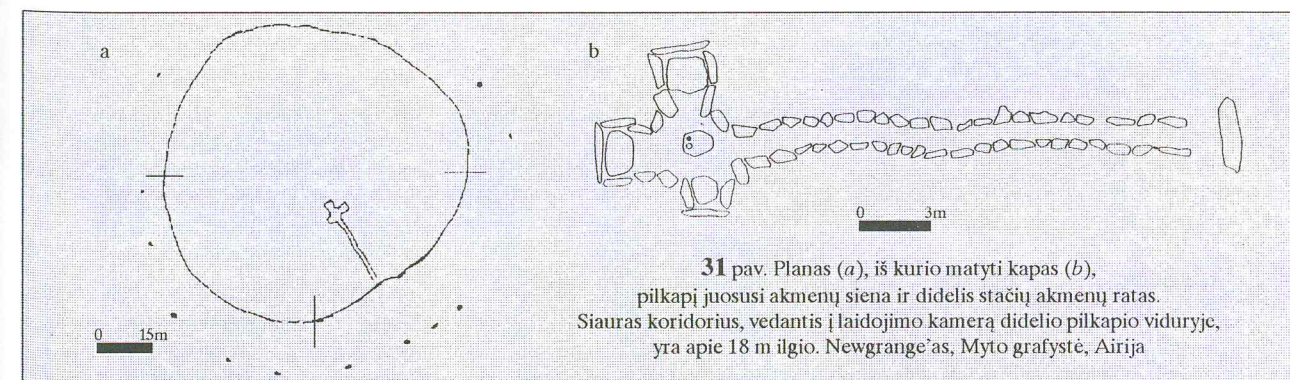 a
b
0 15m
0 3m
31 pav. Planas (a), iš kurio matyti kapas (b),
pilkapį juosusi akmenų siena ir didelis stačių akmenų ratas.
Siauras koridorius, vedantis į laidojimo kamerą didelio pilkapio viduryje,
yra apie 18 m ilgio. Newgrange'as, Myto grafystė, Airija